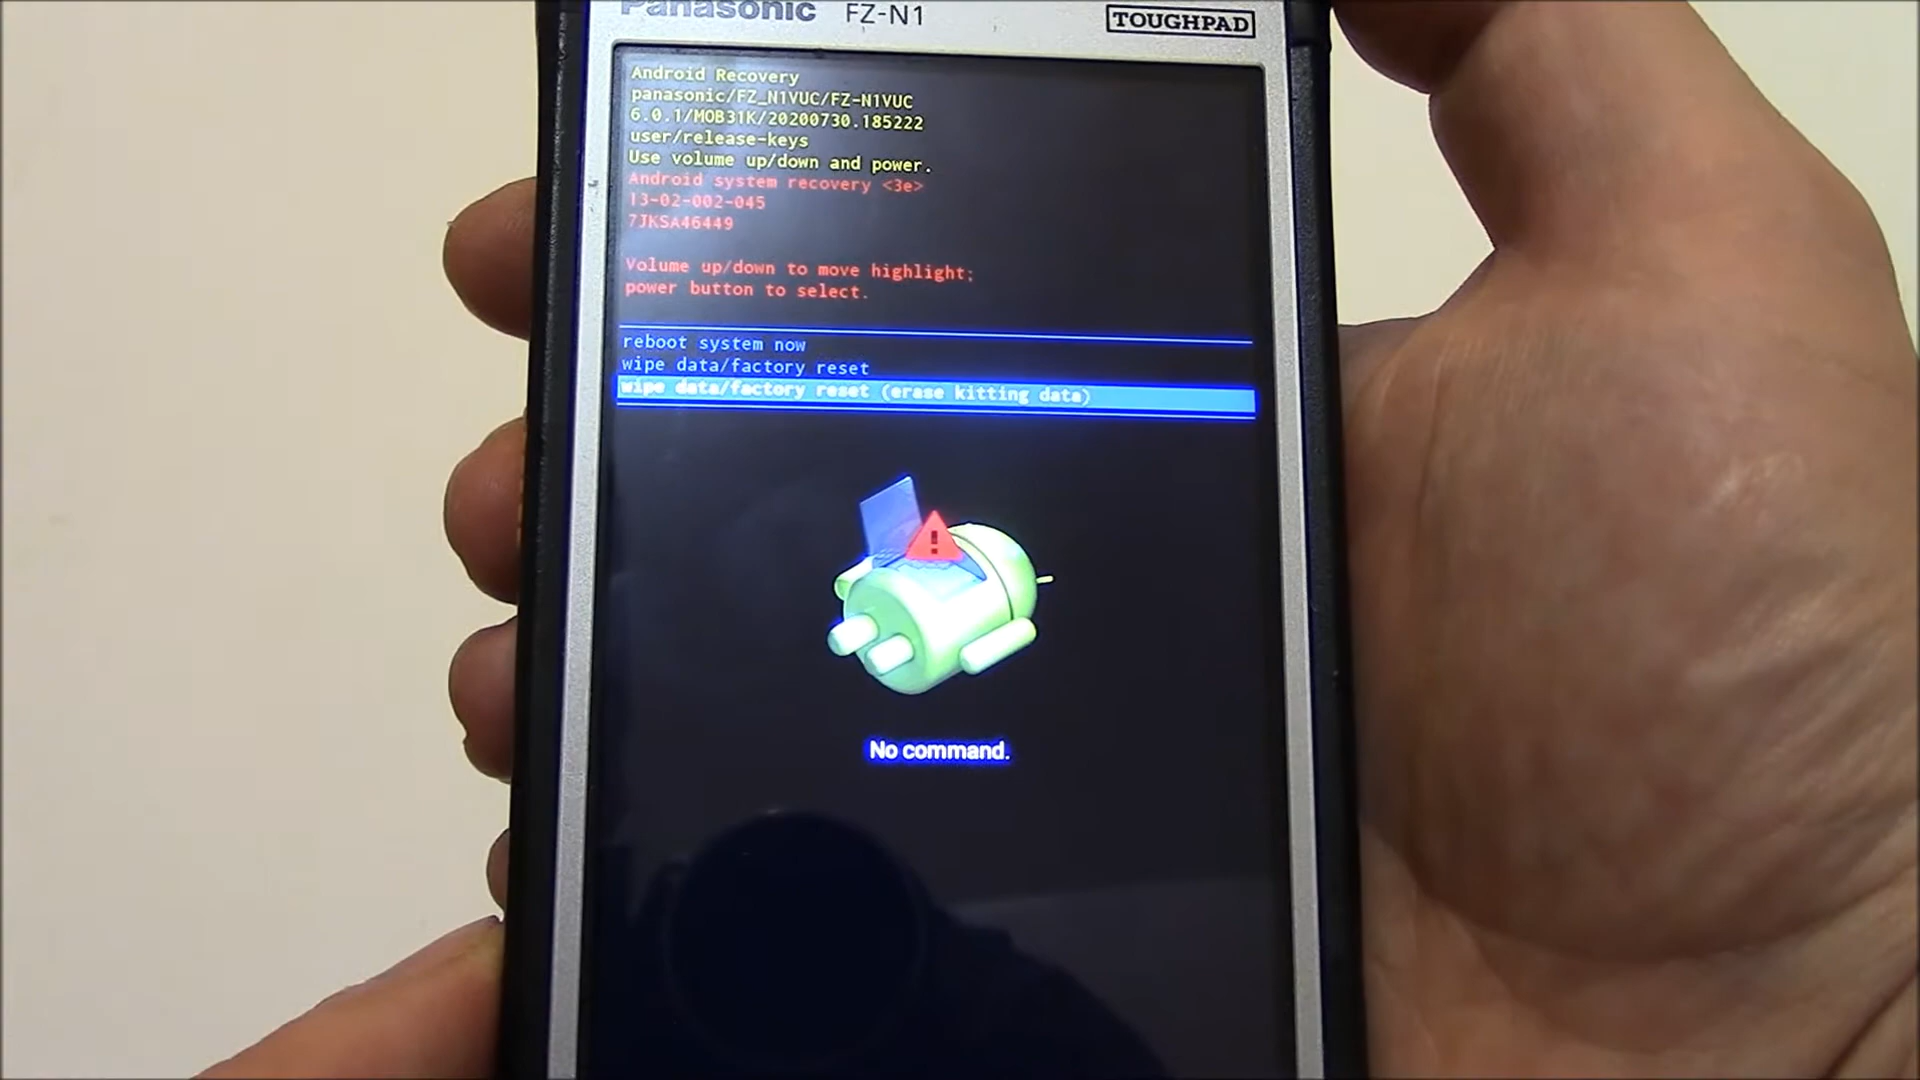 Panasonic FZ-N1 TOUGHPAD
Android Recovery
panasonic/FZ_N1VUC/FZ-N1VUC
6.0.1/MOB31K/20200730.185222
user/release-keys
Use volume up/down and power.
Android system recovery <3e>
13-02-002-045
7JKSA46449
Volume up/down to move highlight;
power button to select.
reboot system now
wipe data/factory reset
wipe data/factory reset (erase kitting data)
No command.